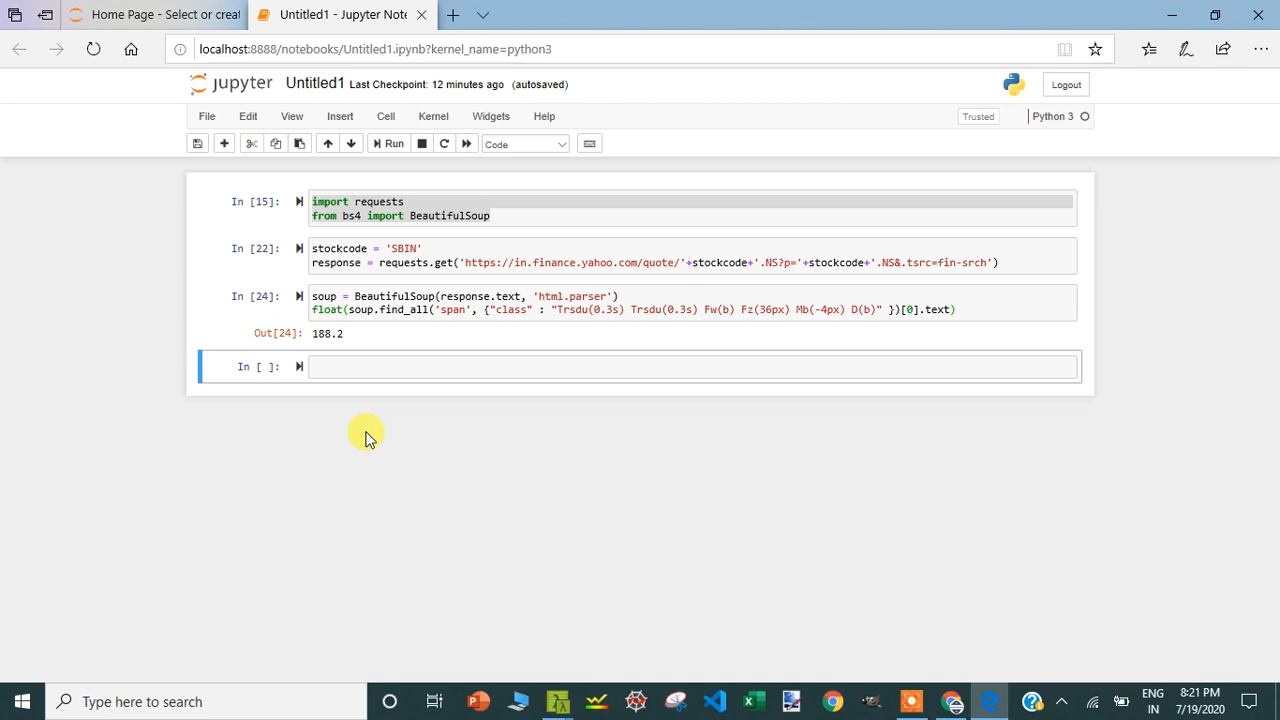 Home Page - Select or creat
Untitled1 - Jupyter Note
localhost:8888/notebooks/Untitled1.ipynb?kernel_name=python3
jupyter Untitled1 Last Checkpoint: 12 minutes ago (autosaved)
Logout
File Edit View Insert Cell Kernel Widgets Help
Trusted
Python 3
Run
Code
In [15]:
import requests
from bs4 import BeautifulSoup
In [22]:
stockcode = 'SBIN'
response = requests.get('https://in.finance.yahoo.com/quote/'+stockcode+'.NS?p='+stockcode+'.NS&.tsrc=fin-srch')
In [24]:
soup = BeautifulSoup(response.text, 'html.parser')
float(soup.find_all('span', {"class" : "Trsdu(0.3s) Trsdu(0.3s) Fw(b) Fz(36px) Mb(-4px) D(b)" })[0].text)
Out[24]: 188.2
In [ ]:
Type here to search
ENG
IN
8:21 PM
7/19/2020